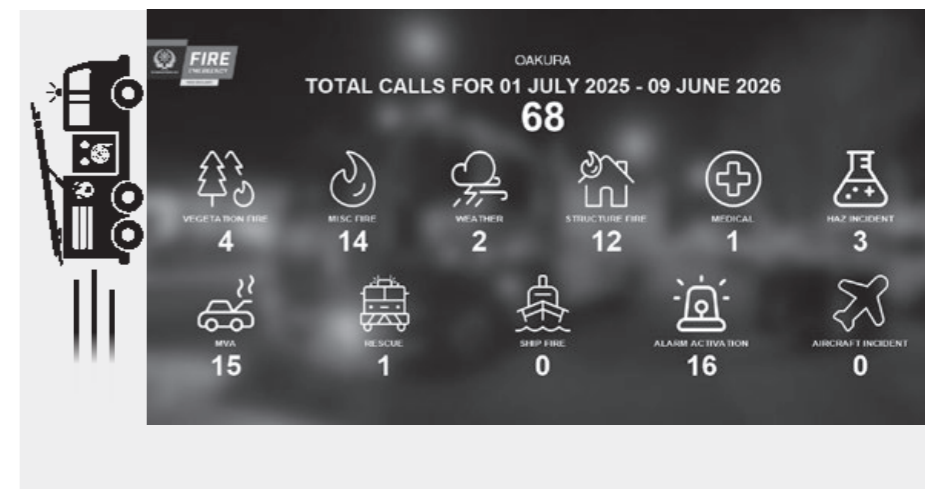 FIRE
EMERGENCY
OAKURA
TOTAL CALLS FOR 01 JULY 2025 - 09 JUNE 2026
68
VEGETATION FIRE
4
MISC FIRE
14
WEATHER
2
STRUCTURE FIRE
12
MEDICAL
1
HAZ INCIDENT
3
MVA
15
RESCUE
1
SHIP FIRE
0
ALARM ACTIVATION
16
AIRCRAFT INCIDENT
0